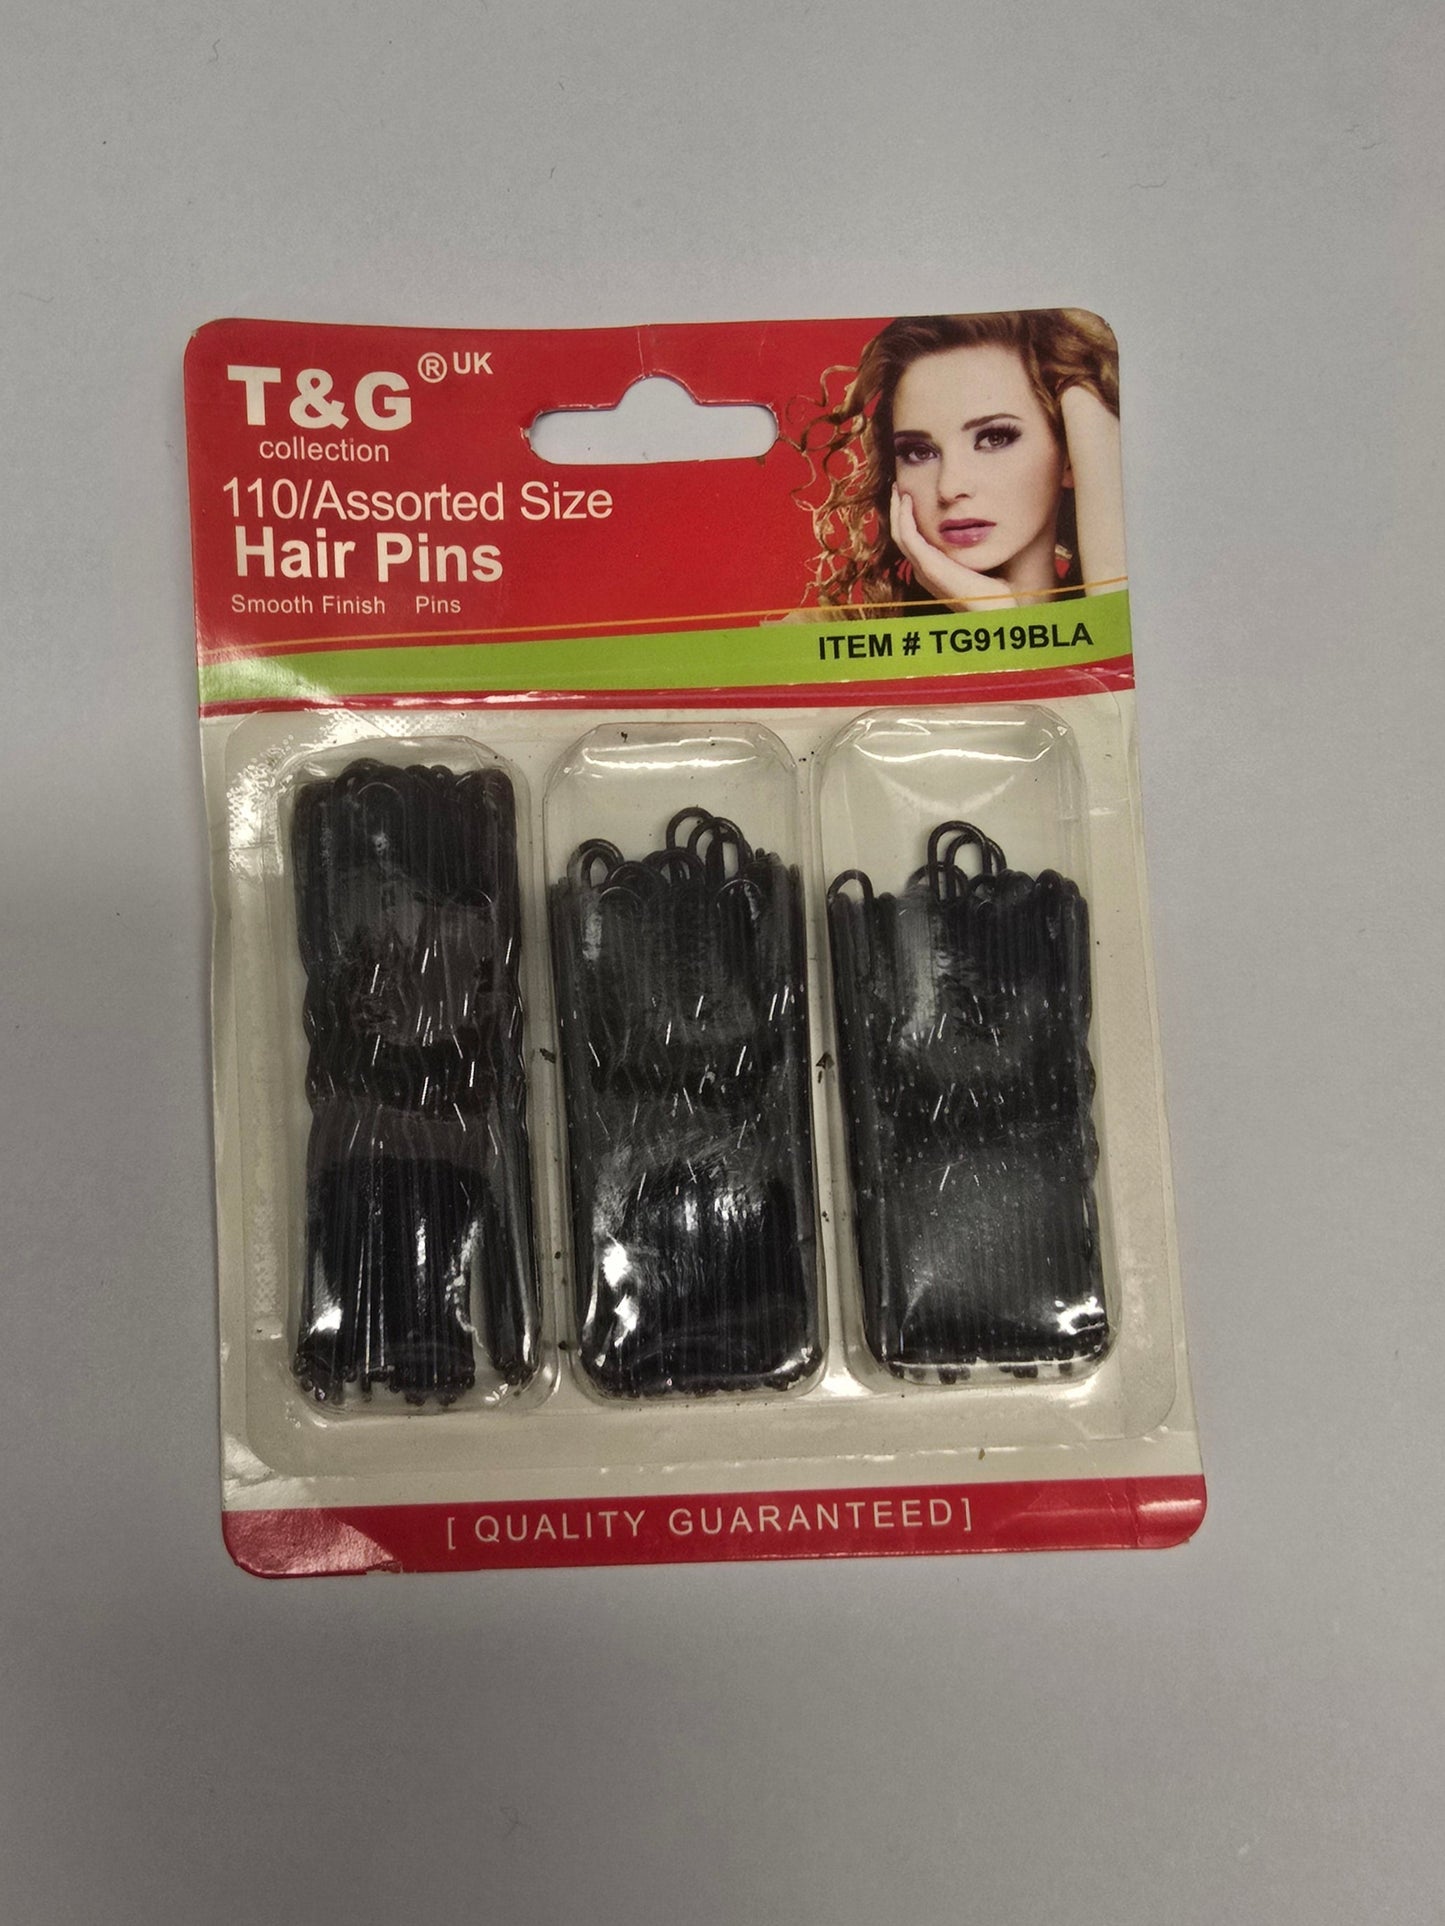 T&G ® UK
collection
110/Assorted Size
Hair Pins
Smooth Finish Pins
ITEM # TG919BLA
[ QUALITY GUARANTEED ]